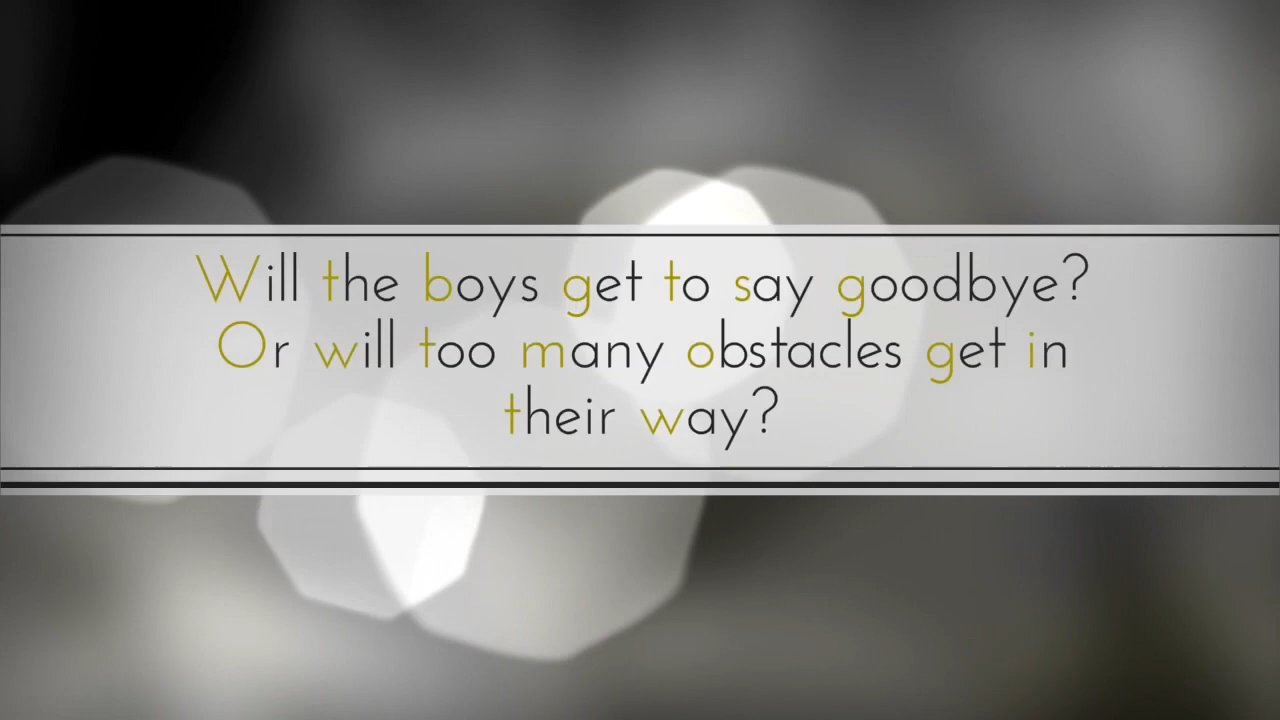 Will the boys get to say goodbye?
Or will too many obstacles get in
their way?